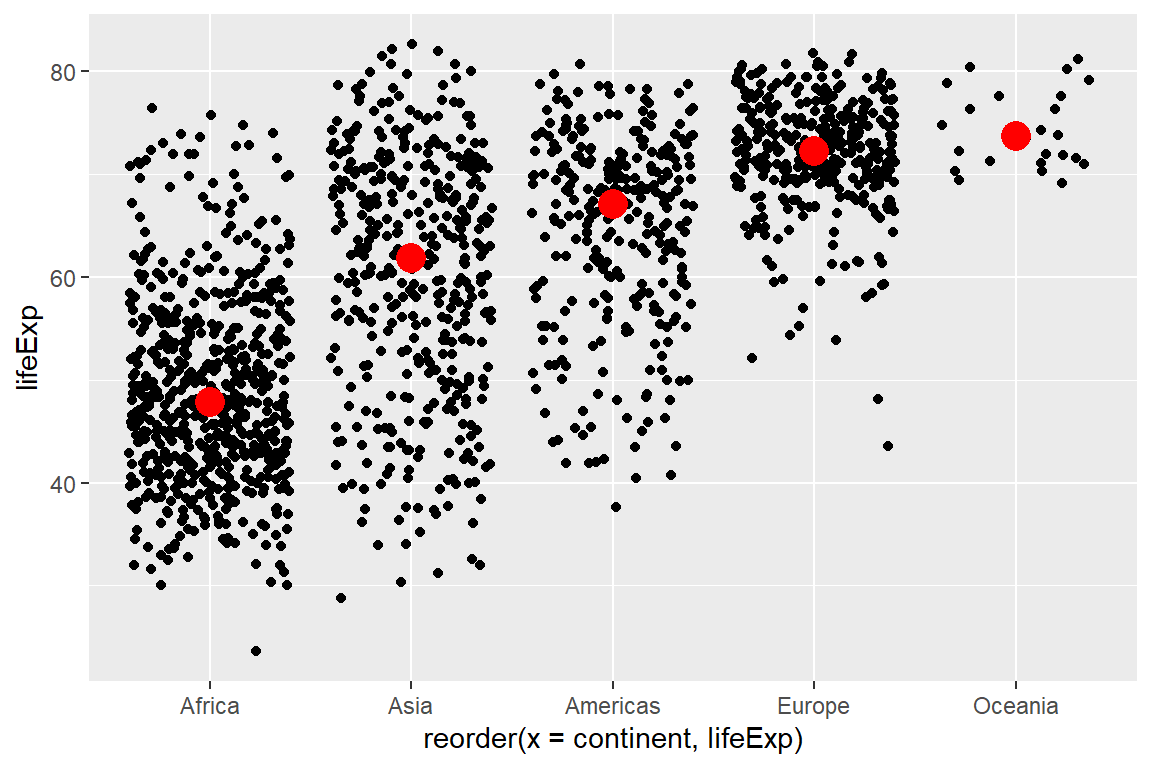 lifeExp
80
60
40
Africa
Asia
Americas
Europe
Oceania
reorder(x = continent, lifeExp)